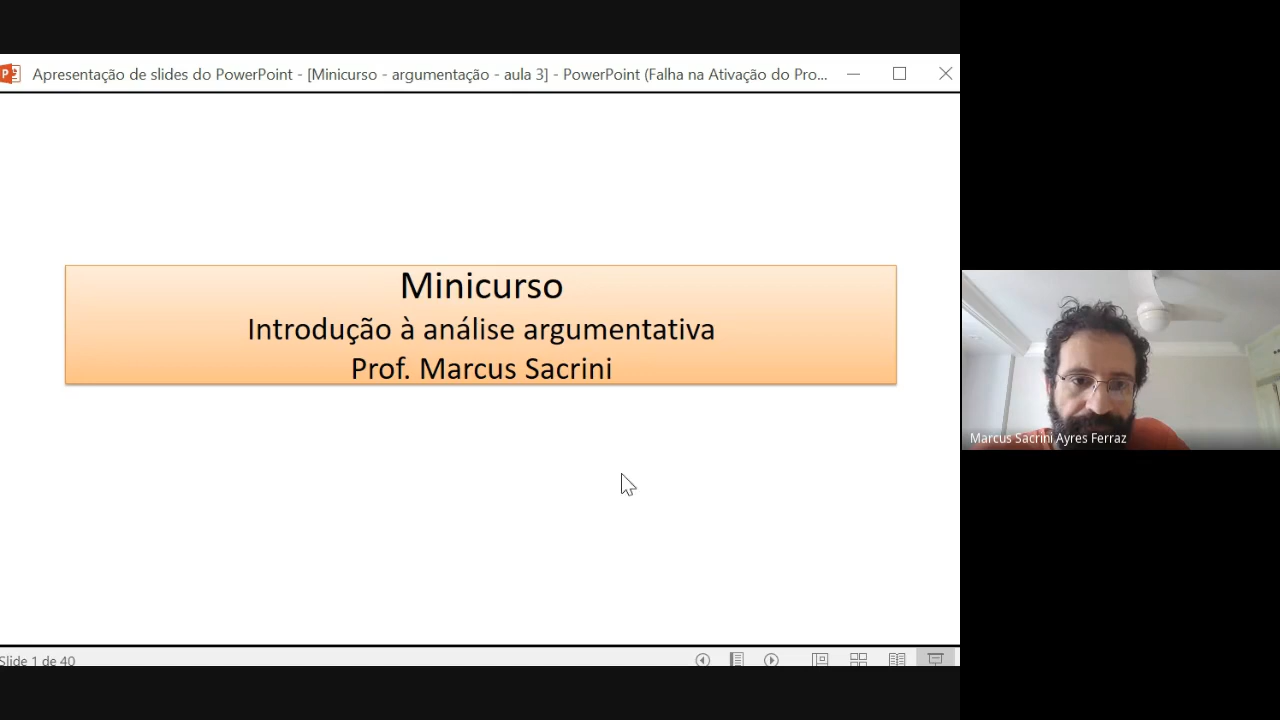 Apresentação de slides do PowerPoint - [Minicurso - argumentação - aula 3] - PowerPoint (Falha na Ativação do Pro...
Minicurso
Introdução à análise argumentativa
Prof. Marcus Sacrini
Marcus Sacrini Ayres Ferraz
Slide 1 de 40